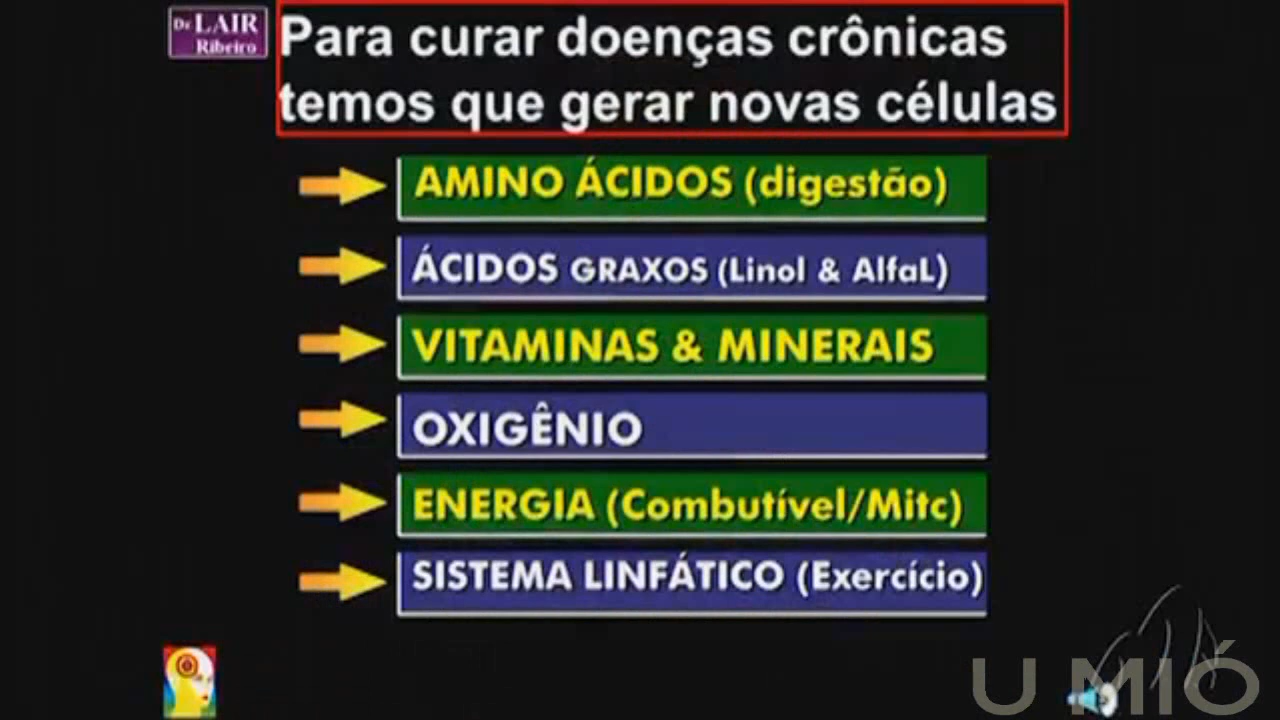 Dr LAIR
Ribeiro
Para curar doenças crônicas
temos que gerar novas células
AMINO ÁCIDOS (digestão)
ÁCIDOS GRAXOS (Linol & AlfaL)
VITAMINAS & MINERAIS
OXIGÊNIO
ENERGIA (Combutível/Mitc)
SISTEMA LINFÁTICO (Exercício)
U MIÓ